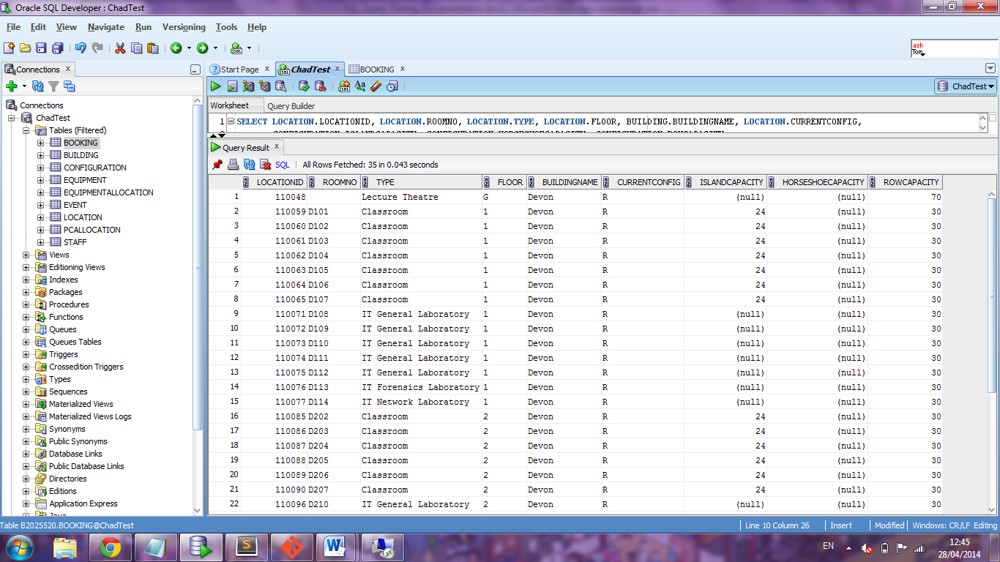 Oracle SQL Developer : ChadTest
File Edit View Navigate Run Versioning Tools Help
ask
Tom
Connections
Start Page
ChadTest
BOOKING
ChadTest
Connections
ChadTest
Tables (Filtered)
BOOKING
BUILDING
CONFIGURATION
EQUIPMENT
EQUIPMENTALLOCATION
EVENT
LOCATION
PCALLOCATION
STAFF
Views
Editioning Views
Indexes
Packages
Procedures
Functions
Queues
Queues Tables
Triggers
Crossedition Triggers
Types
Sequences
Materialized Views
Materialized Views Logs
Synonyms
Public Synonyms
Database Links
Public Database Links
Directories
Editions
Application Express
Java
Worksheet Query Builder
1 SELECT LOCATION.LOCATIONID, LOCATION.ROOMNO, LOCATION.TYPE, LOCATION.FLOOR, BUILDING.BUILDINGNAME, LOCATION.CURRENTCONFIG,
2 CONFIGURATION.ISLANDCAPACITY, CONFIGURATION.HORSESHOECAPACITY, CONFIGURATION.ROWCAPACITY
Query Result
SQL | All Rows Fetched: 35 in 0.043 seconds
LOCATIONID ROOMNO TYPE FLOOR BUILDINGNAME CURRENTCONFIG ISLANDCAPACITY HORSESHOECAPACITY ROWCAPACITY
1 110048 Lecture Theatre G Devon R (null) (null) 70
2 110059 D101 Classroom 1 Devon R 24 (null) 30
3 110060 D102 Classroom 1 Devon R 24 (null) 30
4 110061 D103 Classroom 1 Devon R 24 (null) 30
5 110062 D104 Classroom 1 Devon R 24 (null) 30
6 110063 D105 Classroom 1 Devon R 24 (null) 30
7 110064 D106 Classroom 1 Devon R 24 (null) 30
8 110065 D107 Classroom 1 Devon R 24 (null) 30
9 110071 D108 IT General Laboratory 1 Devon R (null) (null) 30
10 110072 D109 IT General Laboratory 1 Devon R (null) (null) 30
11 110073 D110 IT General Laboratory 1 Devon R (null) (null) 30
12 110074 D111 IT General Laboratory 1 Devon R (null) (null) 30
13 110075 D112 IT General Laboratory 1 Devon R (null) (null) 30
14 110076 D113 IT Forensics Laboratory 1 Devon R (null) (null) 30
15 110077 D114 IT Network Laboratory 1 Devon R (null) (null) 30
16 110085 D202 Classroom 2 Devon R 24 (null) 30
17 110086 D203 Classroom 2 Devon R 24 (null) 30
18 110087 D204 Classroom 2 Devon R 24 (null) 30
19 110088 D205 Classroom 2 Devon R 24 (null) 30
20 110089 D206 Classroom 2 Devon R 24 (null) 30
21 110090 D207 Classroom 2 Devon R 24 (null) 30
22 110096 D210 IT General Laboratory 2 Devon R (null) (null) 30
Table B2025520.BOOKING@ChadTest
Line 10 Column 26 | Insert | Modified | Windows: CR/LF Editing
EN
12:45
28/04/2014